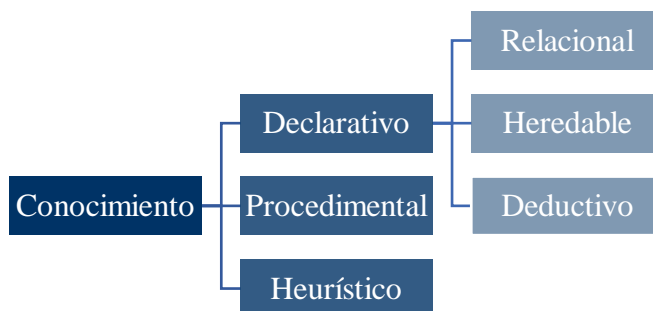 Conocimiento
Declarativo
Relacional
Heredable
Deductivo
Procedimental
Heurístico